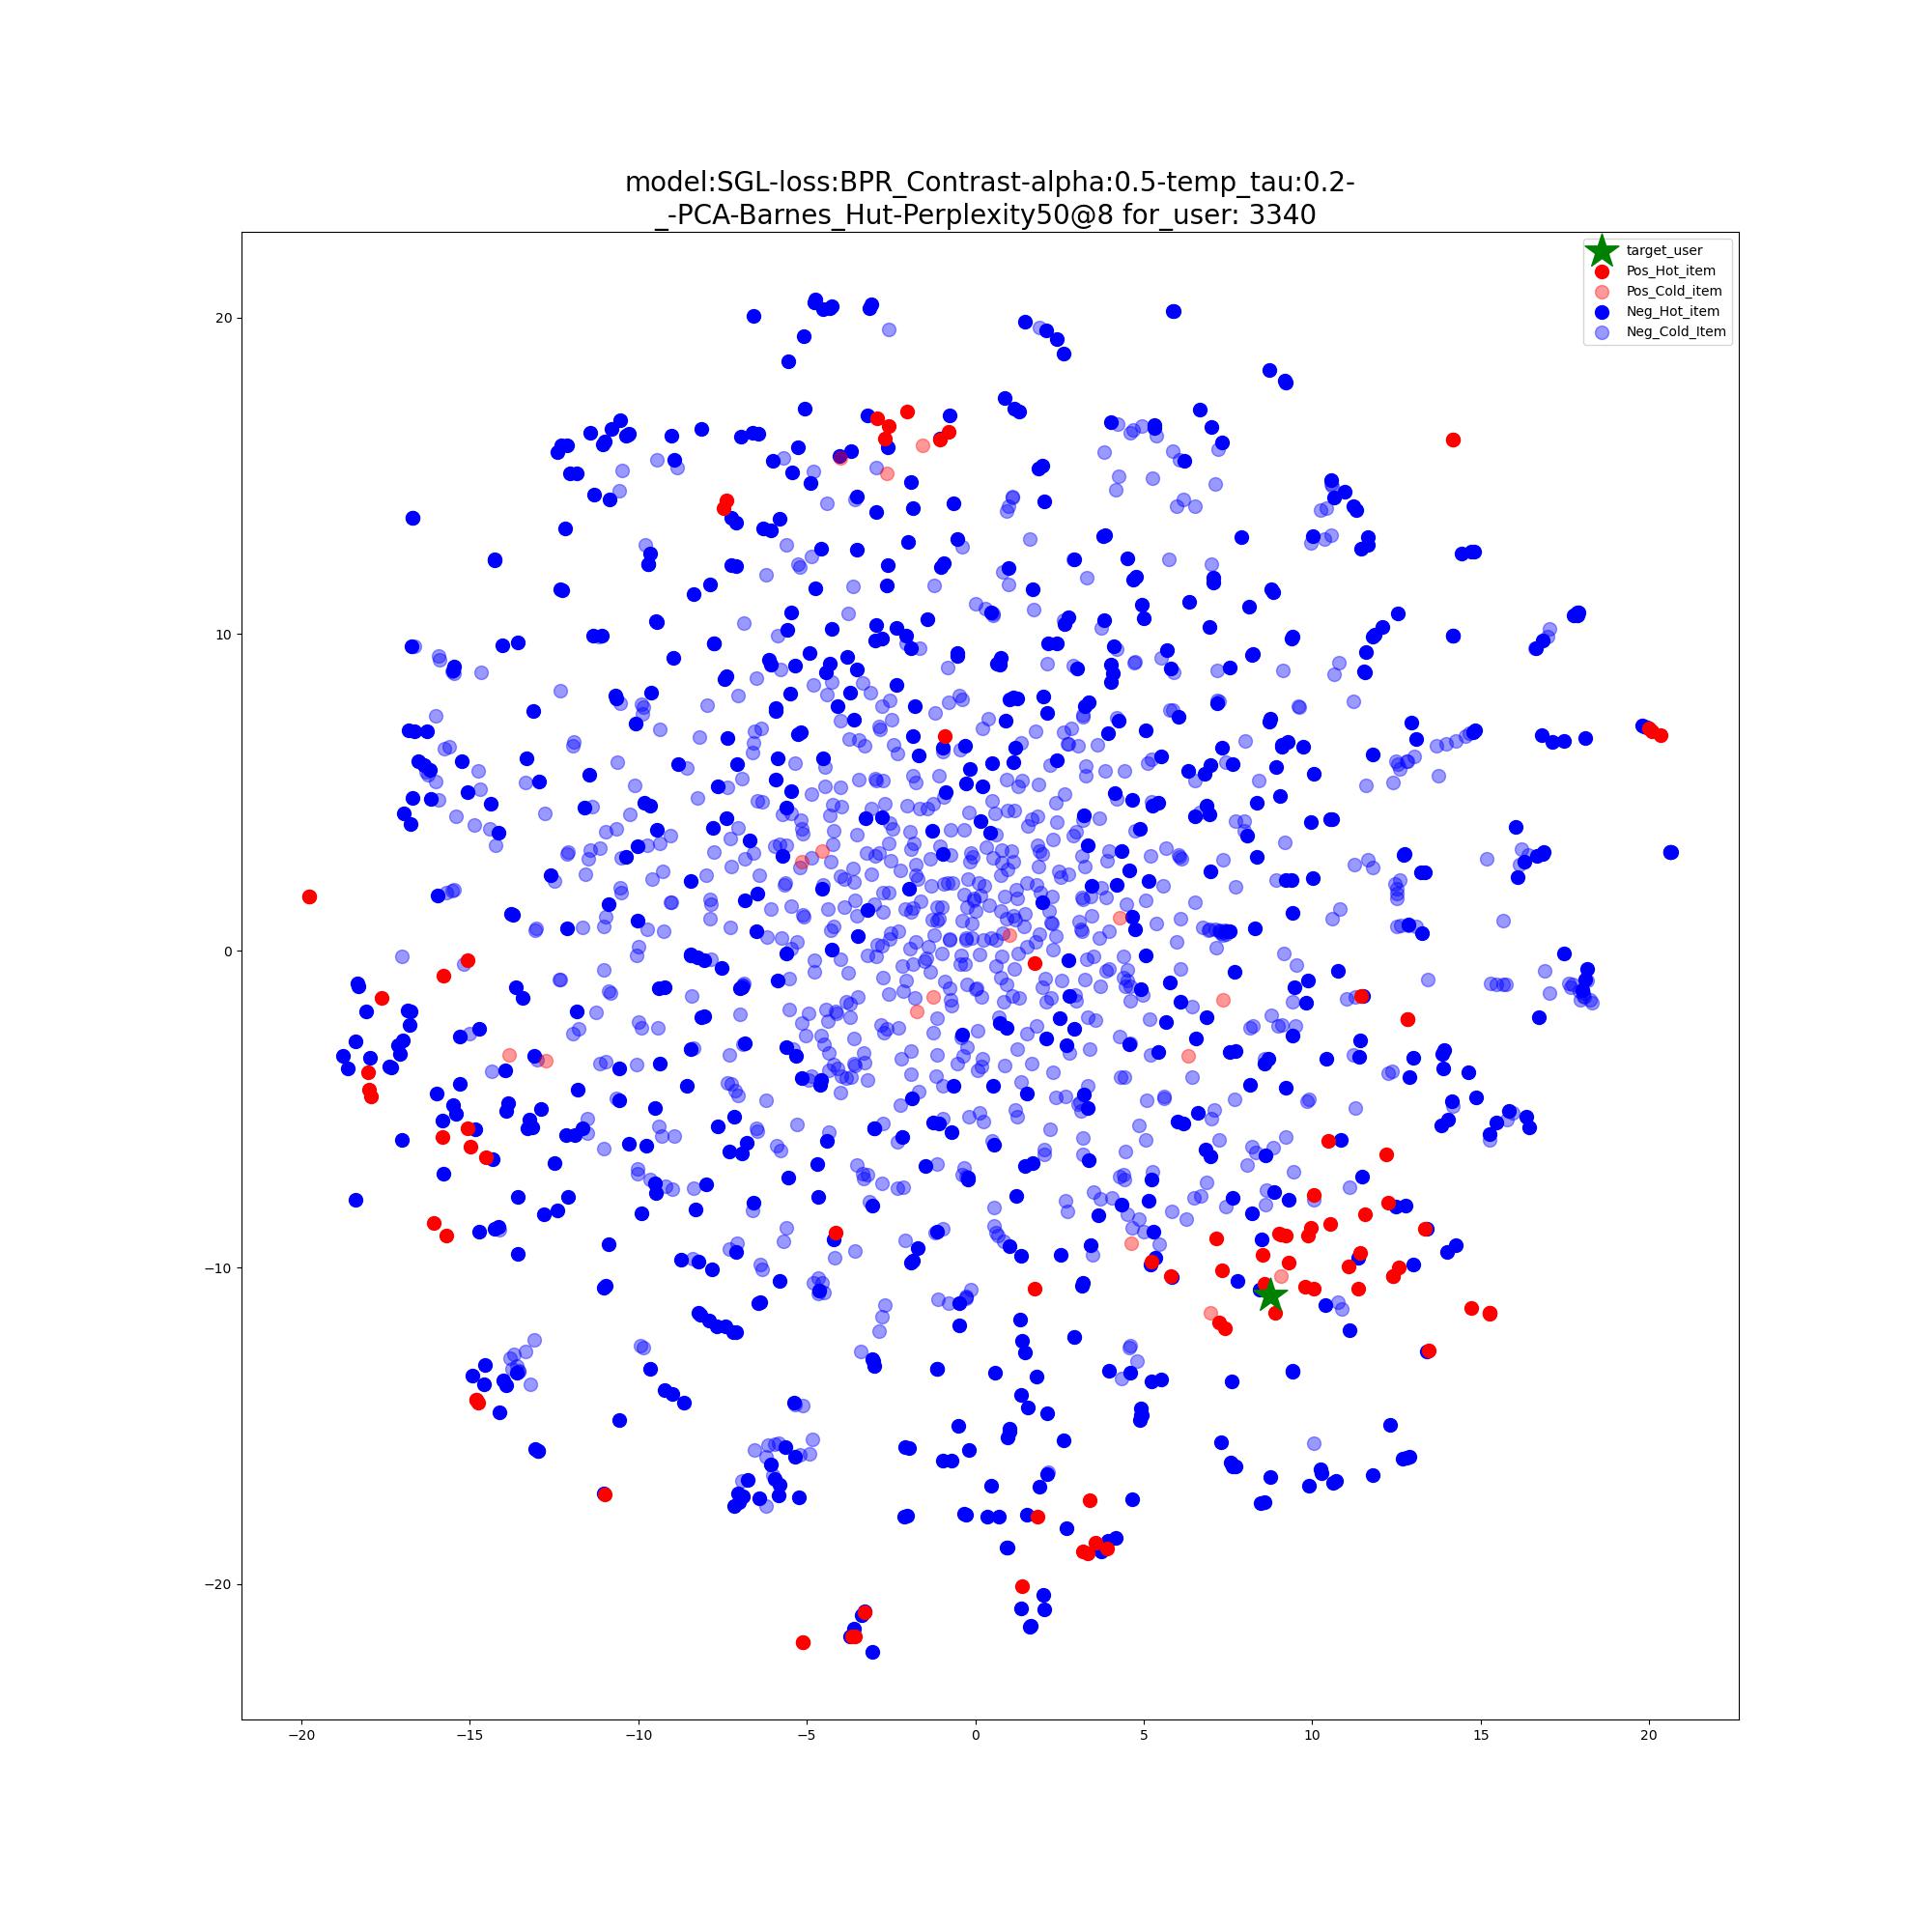 model:SGL-loss:BPR_Contrast-alpha:0.5-temp_tau:0.2-
_-PCA-Barnes_Hut-Perplexity50@8 for_user: 3340
target_user
Pos_Hot_item
Pos_Cold_item
Neg_Hot_item
Neg_Cold_Item
20
10
0
−10
−20
−20 −15 −10 −5 0 5 10 15 20